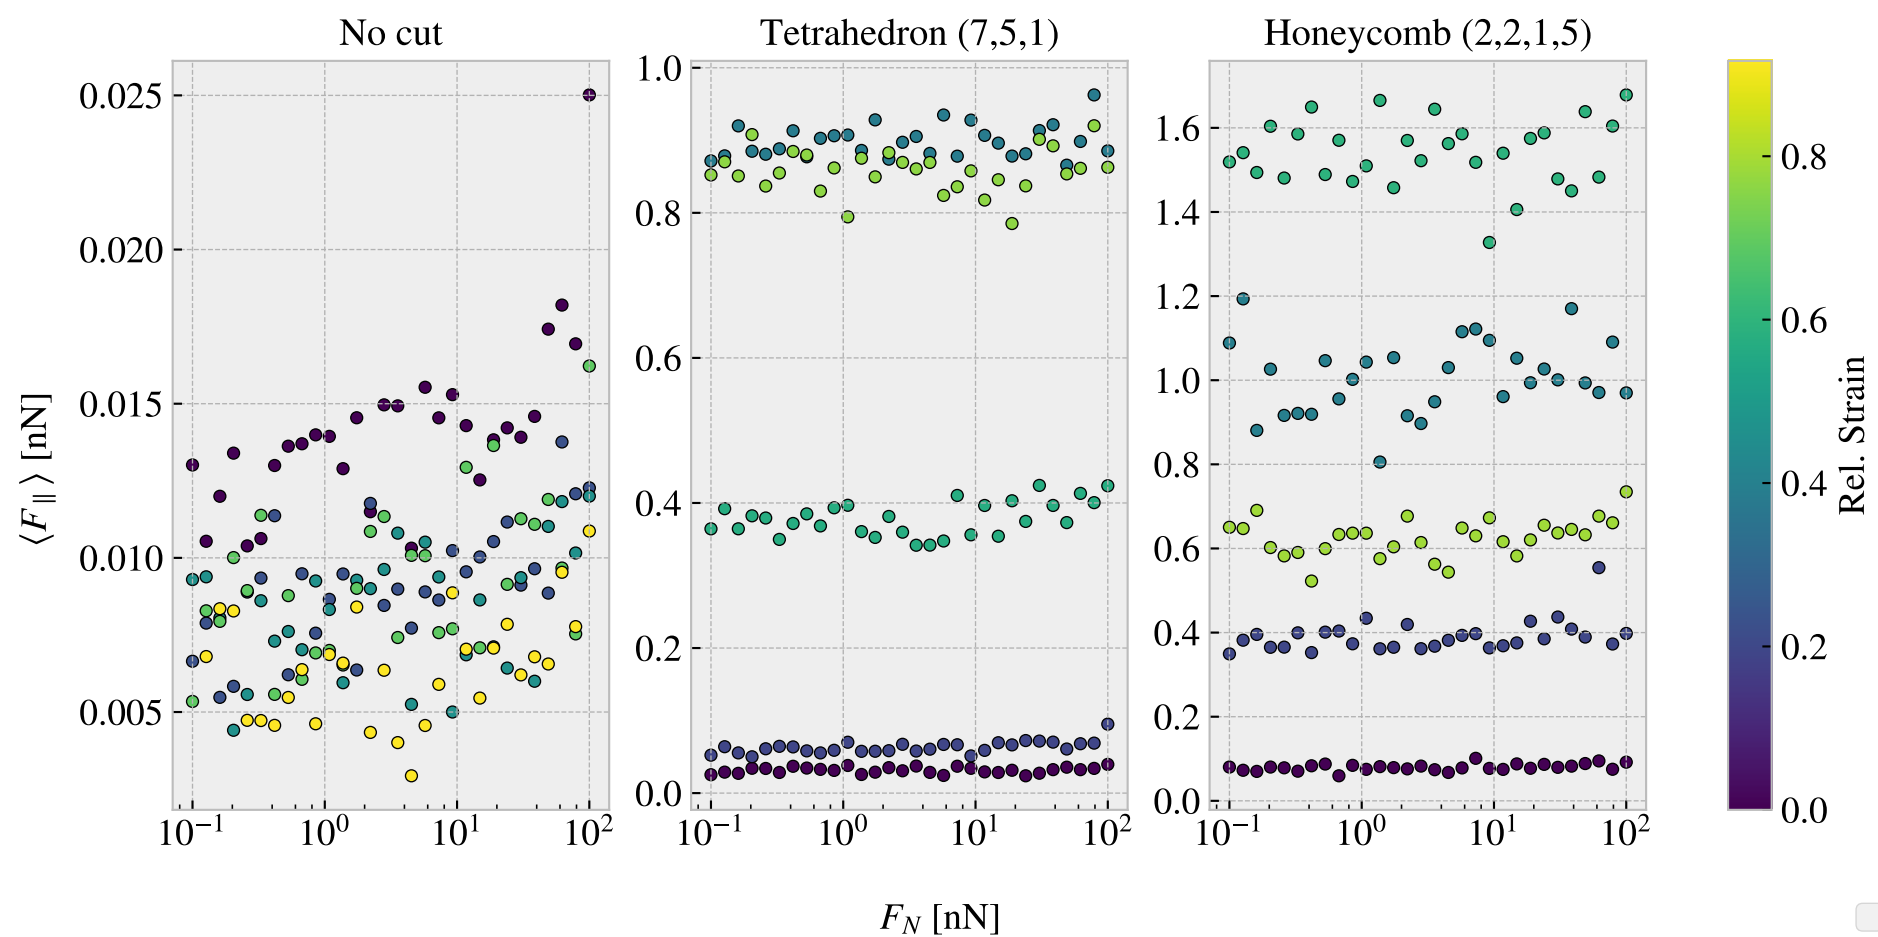 No cut
Tetrahedron (7,5,1)
Honeycomb (2,2,1,5)
0.025
0.020
0.015
0.010
0.005
10⁻¹ 10⁰ 10¹ 10²
1.0
0.8
0.6
0.4
0.2
0.0
10⁻¹ 10⁰ 10¹ 10²
1.6
1.4
1.2
1.0
0.8
0.6
0.4
0.2
0.0
10⁻¹ 10⁰ 10¹ 10²
0.8
0.6
0.4
0.2
0.0
Rel. Strain
⟨F∥⟩ [nN]
F_N [nN]